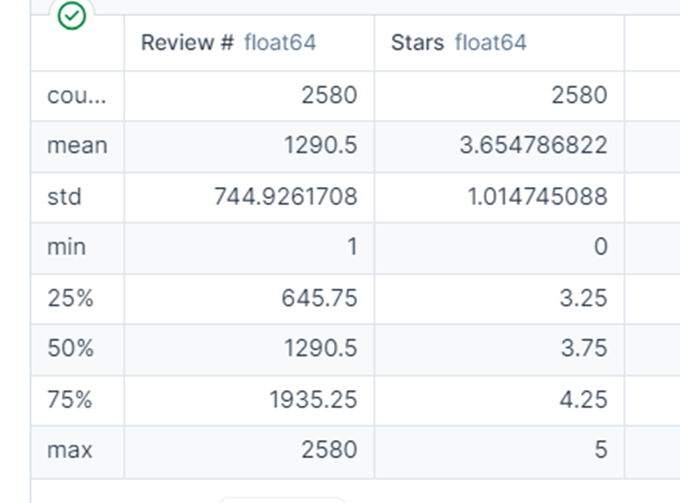 Review # float64 Stars float64
cou... 2580 2580
mean 1290.5 3.654786822
std 744.9261708 1.014745088
min 1 0
25% 645.75 3.25
50% 1290.5 3.75
75% 1935.25 4.25
max 2580 5